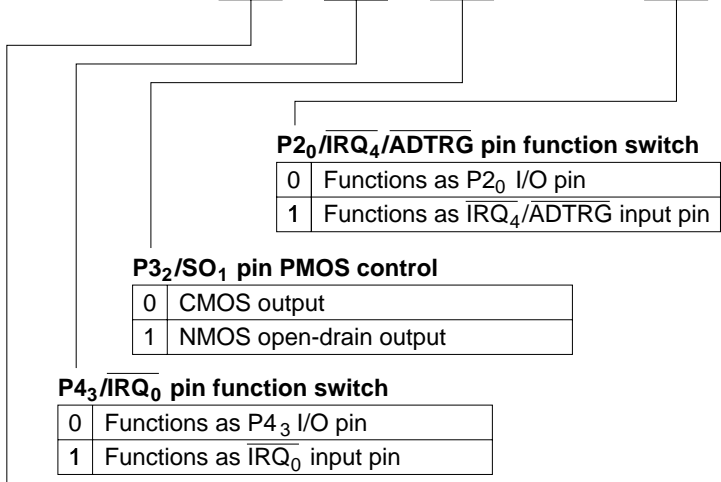 P2₀/IRQ₄/ADTRG pin function switch
0 Functions as P2₀ I/O pin
1 Functions as IRQ₄/ADTRG input pin
P3₂/SO₁ pin PMOS control
0 CMOS output
1 NMOS open-drain output
P4₃/IRQ₀ pin function switch
0 Functions as P4₃ I/O pin
1 Functions as IRQ₀ input pin